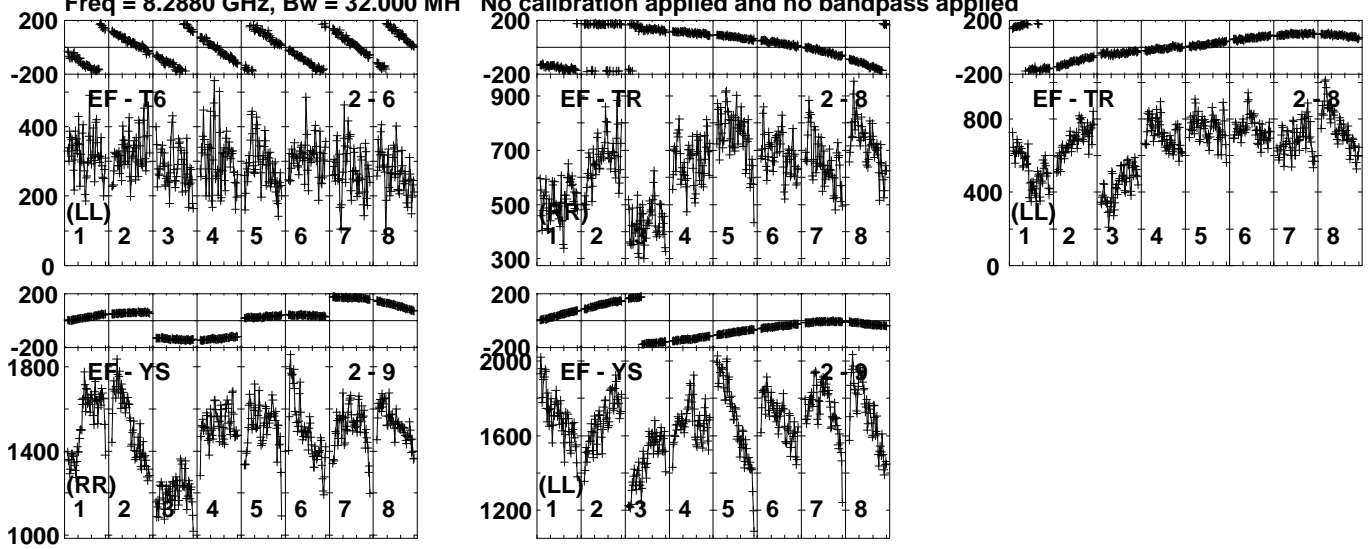 Freq = 8.2880 GHz, Bw = 32.000 MH No calibration applied and no bandpass applied
200
-200
EF - T6 2 - 6
400
200
(LL)
1 2 3 4 5 6 7 8
0
200
-200
EF - TR 2 - 8
900
700
500
(RR)
1 2 3 4 5 6 7 8
300
200
-200
EF - TR 2 - 8
800
400
(LL)
1 2 3 4 5 6 7 8
0
200
-200
1800
EF - YS 2 - 9
1400
(RR)
1 2 3 4 5 6 7 8
1000
200
-200
2000
EF - YS 2 - 9
1600
(LL)
1 2 3 4 5 6 7 8
1200